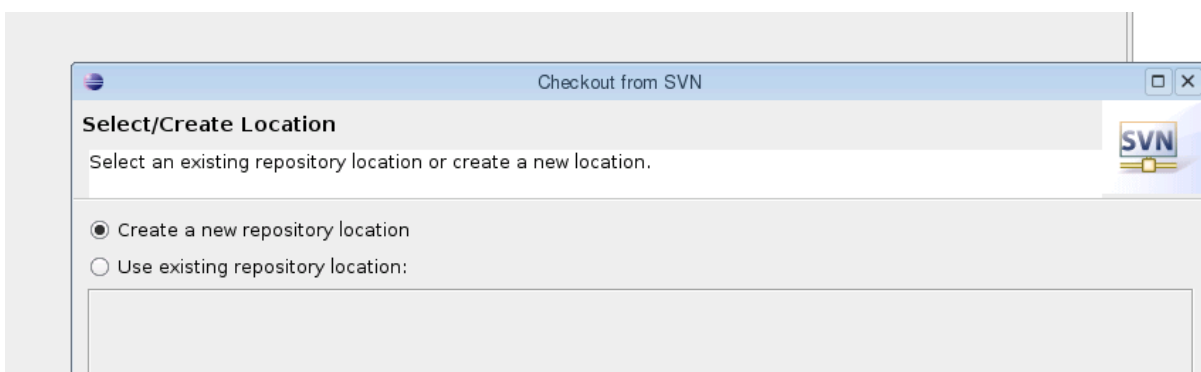 Checkout from SVN
Select/Create Location
Select an existing repository location or create a new location.
SVN
Create a new repository location
Use existing repository location: